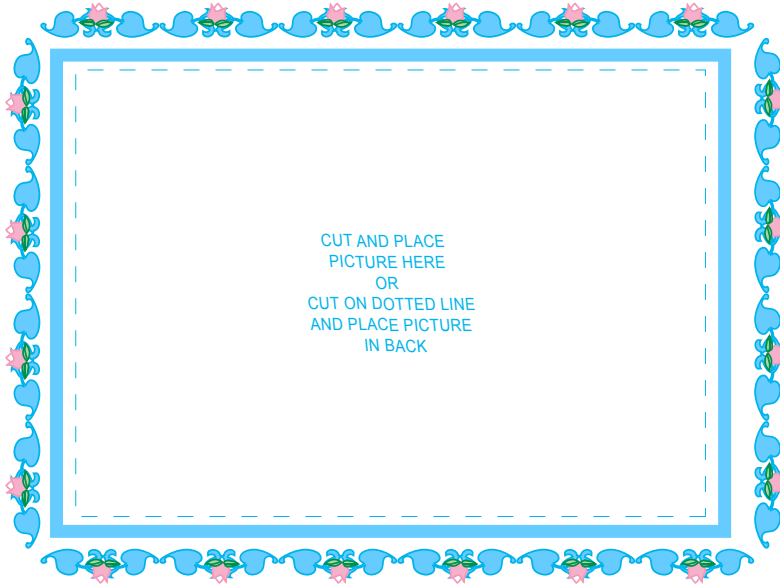 CUT AND PLACE
PICTURE HERE
OR
CUT ON DOTTED LINE
AND PLACE PICTURE
IN BACK